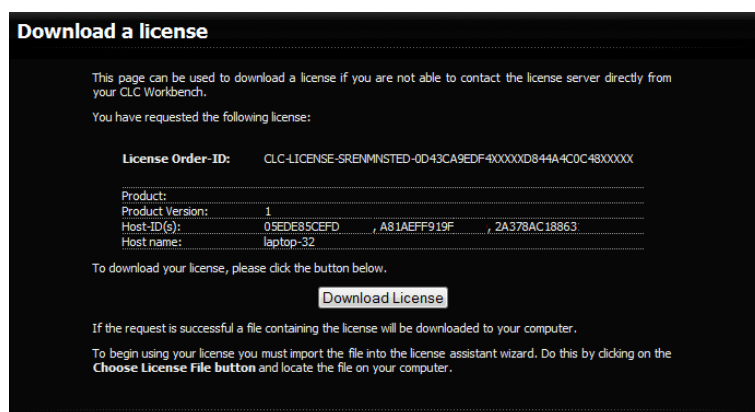 Download a license
This page can be used to download a license if you are not able to contact the license server directly from
your CLC Workbench.
You have requested the following license:
License Order-ID: CLC-LICENSE-SRENMNSTED-0D43CA9EDF4XXXXXD844A4C0C48XXXXX
Product:
Product Version: 1
Host-ID(s): 05EDE85CEFD , A81AEFF919F , 2A378AC18863
Host name: laptop-32
To download your license, please click the button below.
Download License
If the request is successful a file containing the license will be downloaded to your computer.
To begin using your license you must import the file into the license assistant wizard. Do this by clicking on the
Choose License File button and locate the file on your computer.